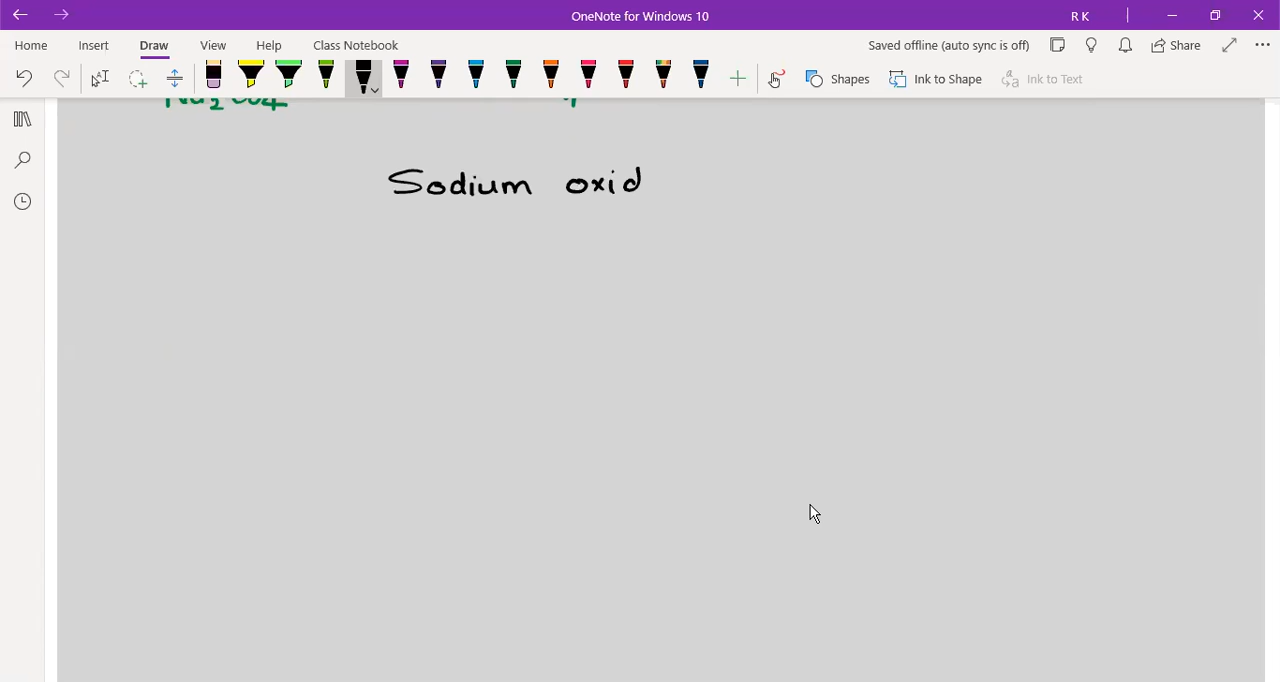 OneNote for Windows 10
R K
Home Insert Draw View Help Class Notebook
Saved offline (auto sync is off) Share
Shapes Ink to Shape Ink to Text
Sodium oxid